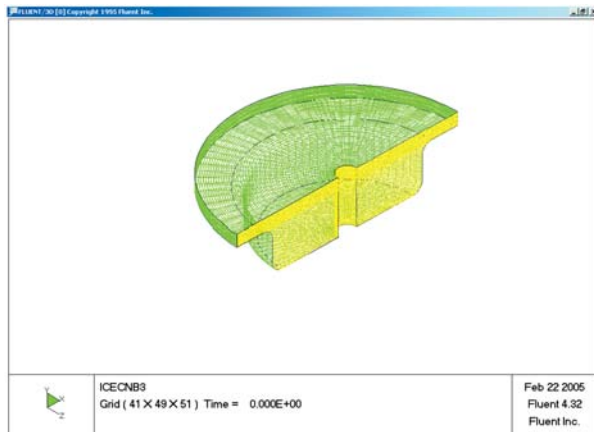 FLUENT/3D [0] Copyright 1995 Fluent Inc.
Y
X
Z
ICECNB3
Grid ( 41 X 49 X 51 ) Time = 0.000E+00
Feb 22 2005
Fluent 4.32
Fluent Inc.